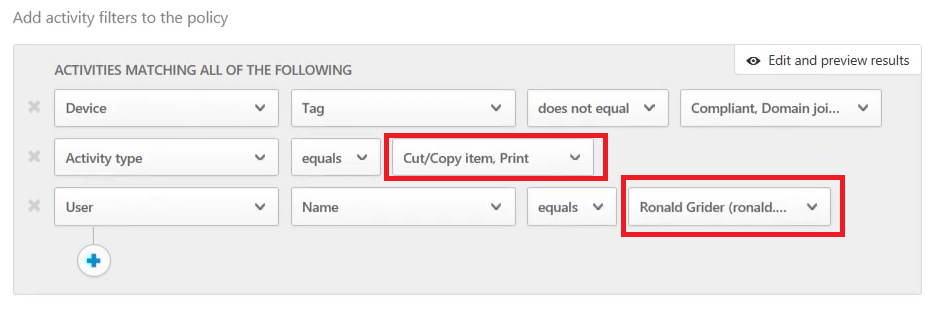 Add activity filters to the policy
Edit and preview results
ACTIVITIES MATCHING ALL OF THE FOLLOWING
Device Tag does not equal Compliant, Domain joi...
Activity type equals Cut/Copy item, Print
User Name equals Ronald Grider (ronald....